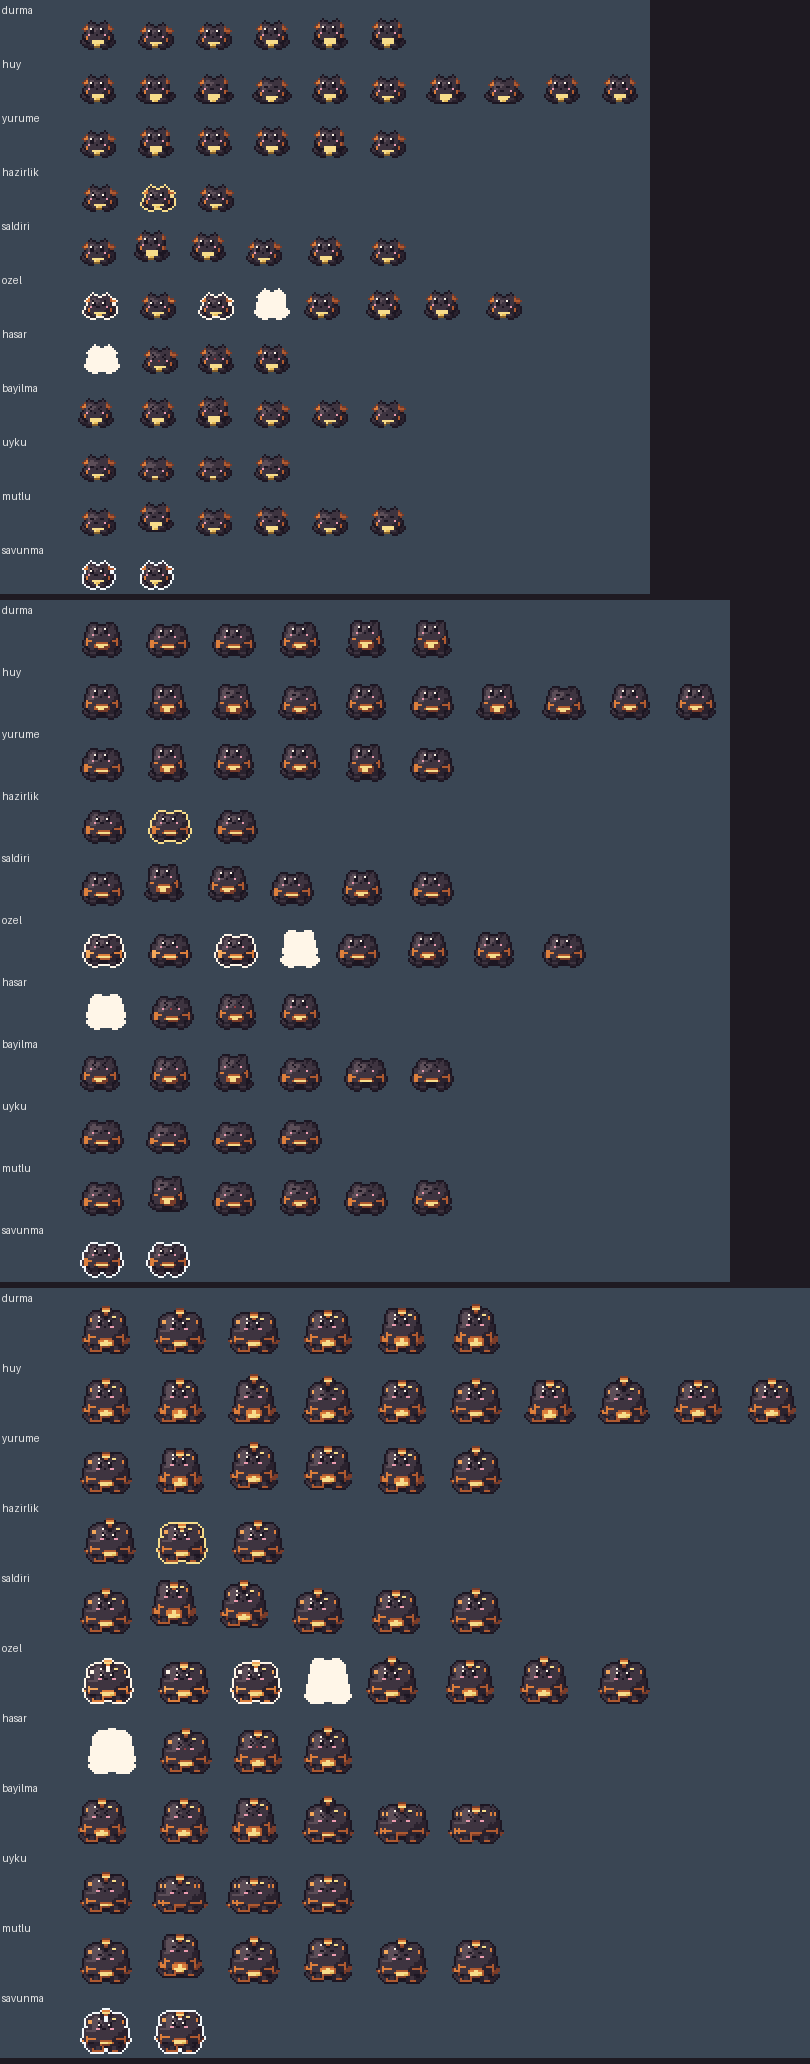 durma
huy
yurume
hazirlik
saldiri
ozel
hasar
bayilma
uyku
mutlu
savunma
durma
huy
yurume
hazirlik
saldiri
ozel
hasar
bayilma
uyku
mutlu
savunma
durma
huy
yurume
hazirlik
saldiri
ozel
hasar
bayilma
uyku
mutlu
savunma